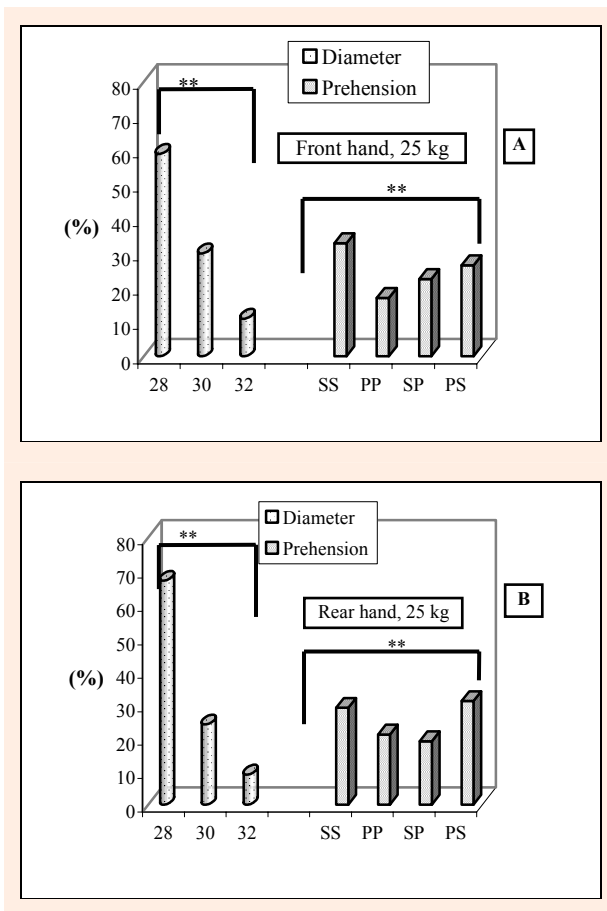 Diameter
Prehension
Front hand, 25 kg
A
**
**
(%)
80
70
60
50
40
30
20
10
0
28 30 32 SS PP SP PS
Diameter
Prehension
Rear hand, 25 kg
B
**
**
(%)
80
70
60
50
40
30
20
10
0
28 30 32 SS PP SP PS